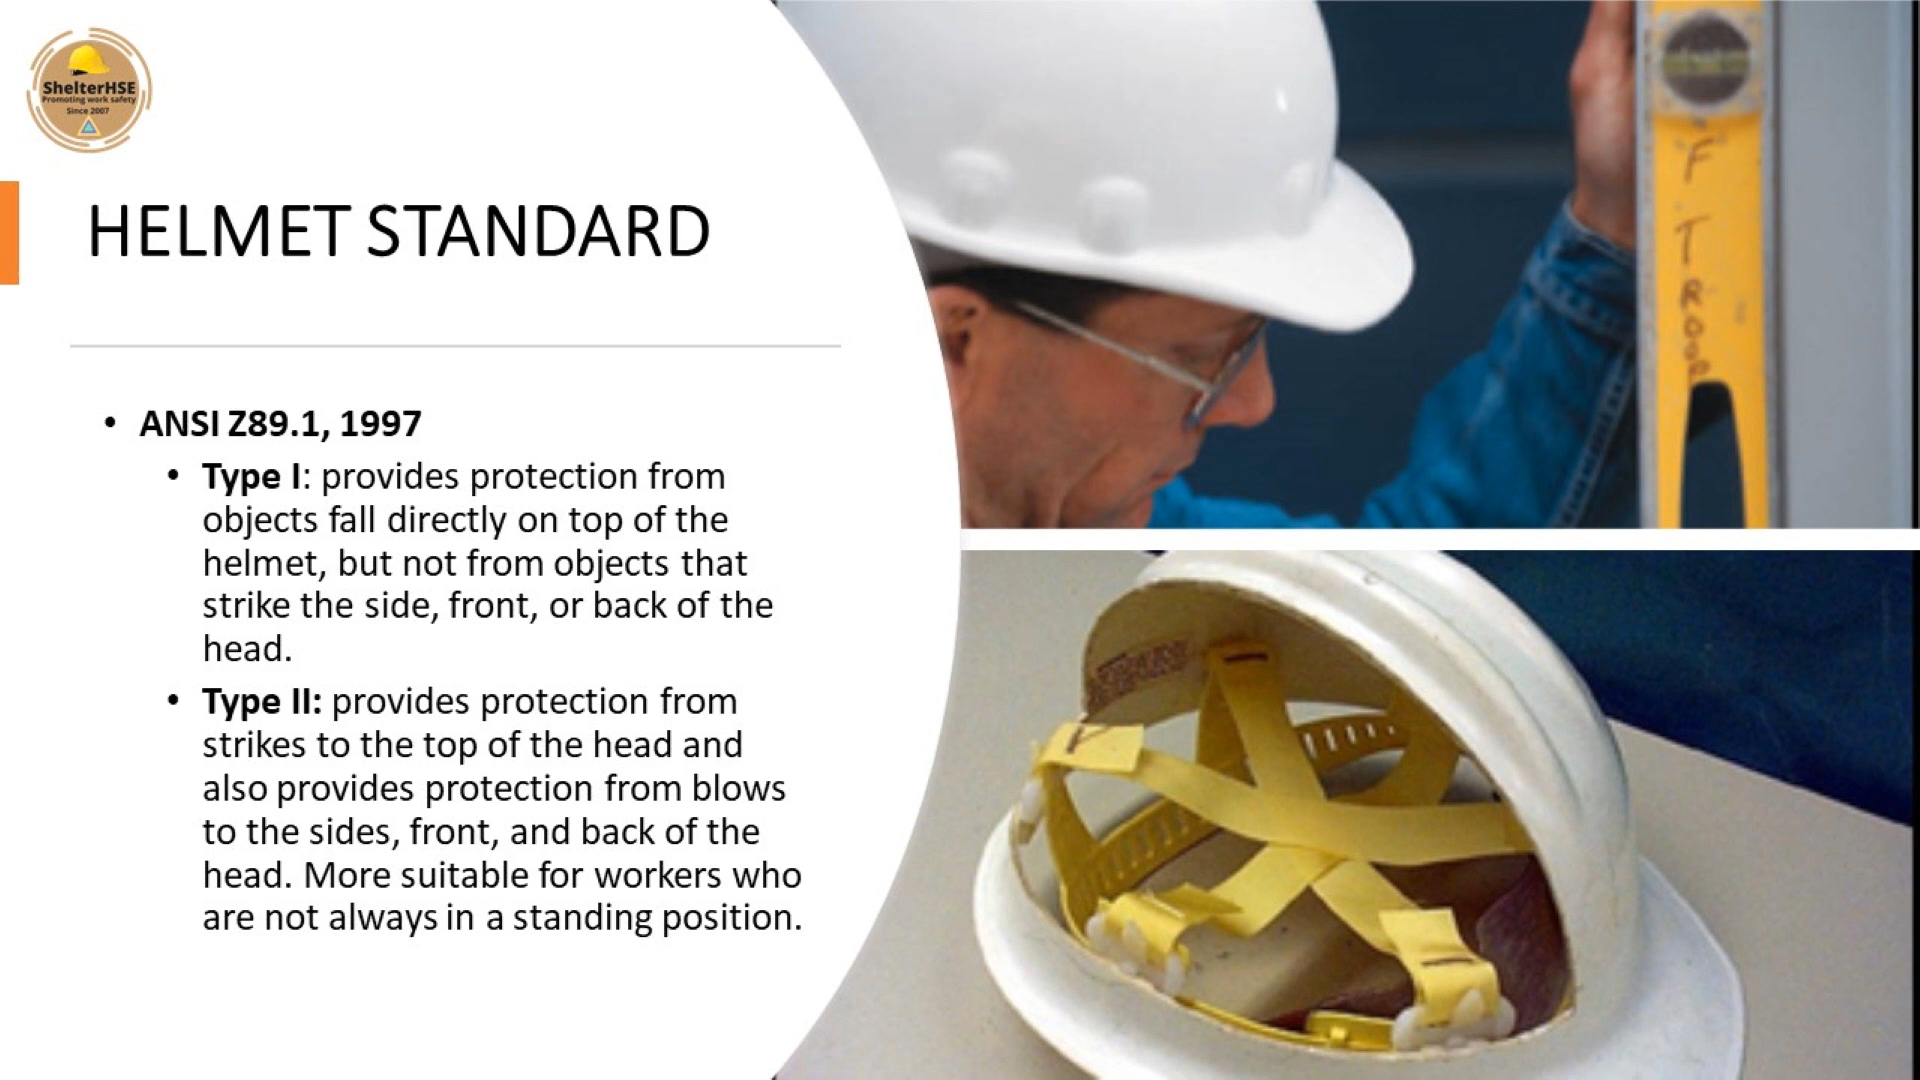 ShelterHSE
Promoting work safety
Since 2007
HELMET STANDARD
• ANSI Z89.1, 1997
• Type I: provides protection from
objects fall directly on top of the
helmet, but not from objects that
strike the side, front, or back of the
head.
• Type II: provides protection from
strikes to the top of the head and
also provides protection from blows
to the sides, front, and back of the
head. More suitable for workers who
are not always in a standing position.
F TROOP